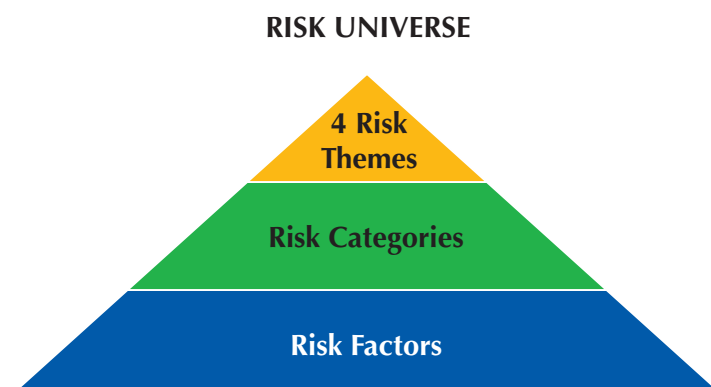 RISK UNIVERSE
4 Risk
Themes
Risk Categories
Risk Factors